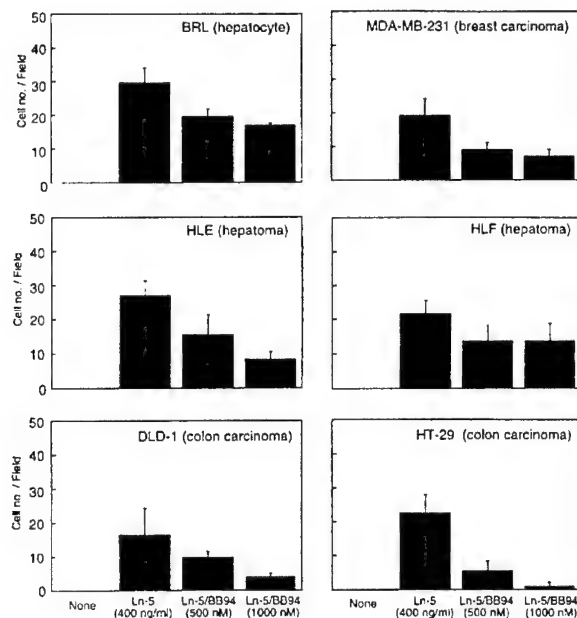 BRL (hepatocyte)
50
40
30
20
10
0
Cell no. / Field
MDA-MB-231 (breast carcinoma)
HLE (hepatoma)
50
40
30
20
10
0
Cell no. / Field
HLF (hepatoma)
DLD-1 (colon carcinoma)
50
40
30
20
10
0
Cell no. / Field
HT-29 (colon carcinoma)
None
Ln-5
(400 ng/ml)
Ln-5/BB94
(500 nM)
Ln-5/BB94
(1000 nM)
None
Ln-5
(400 ng/ml)
Ln-5/BB94
(500 nM)
Ln-5/BB94
(1000 nM)